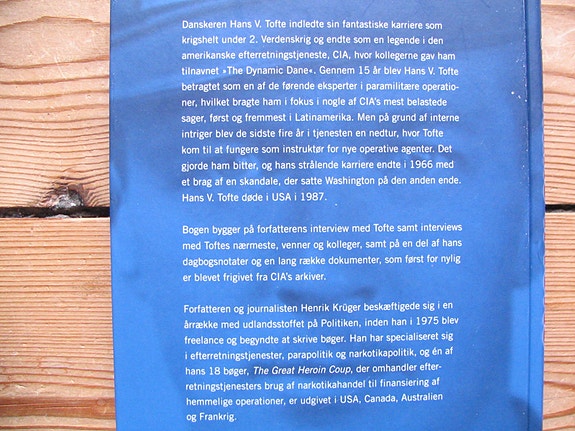 Danskeren Hans V. Tofte indledte sin fantastiske karriere som
krigshelt under 2. Verdenskrig og endte som en legende i den
amerikanske efterretningstjeneste, CIA, hvor kollegerne gav ham
tilnavnet »The Dynamic Dane«. Gennem 15 år blev Hans V. Tofte
betragtet som en af de førende eksperter i paramilitære operatio-
ner, hvilket bragte ham i fokus i nogle af CIA's mest belastede
sager, først og fremmest i Latinamerika. Men på grund af interne
intriger blev de sidste fire år i tjenesten en nedtur, hvor Tofte
kom til at fungere som instruktør for nye operative agenter. Det
gjorde ham bitter, og hans strålende karriere endte i 1966 med
et brag af en skandale, der satte Washington på den anden ende.
Hans V. Tofte døde i USA i 1987.
Bogen bygger på forfatterens interview med Tofte samt interviews
med Toftes nærmeste, venner og kolleger, samt på en del af hans
dagbogsnotater og en lang række dokumenter, som først for nylig
er blevet frigivet fra CIA's arkiver.
Forfatteren og journalisten Henrik Krüger beskæftigede sig i en
årrække med udlandsstoffet på Politiken, inden han i 1975 blev
freelance og begyndte at skrive bøger. Han har specialiseret sig
i efterretningstjenester, parapolitik og narkotikapolitik, og én af
hans 18 bøger, The Great Heroin Coup, der omhandler efter-
retningstjenesters brug af narkotikahandel til finansiering af
hemmelige operationer, er udgivet i USA, Canada, Australien
og Frankrig.